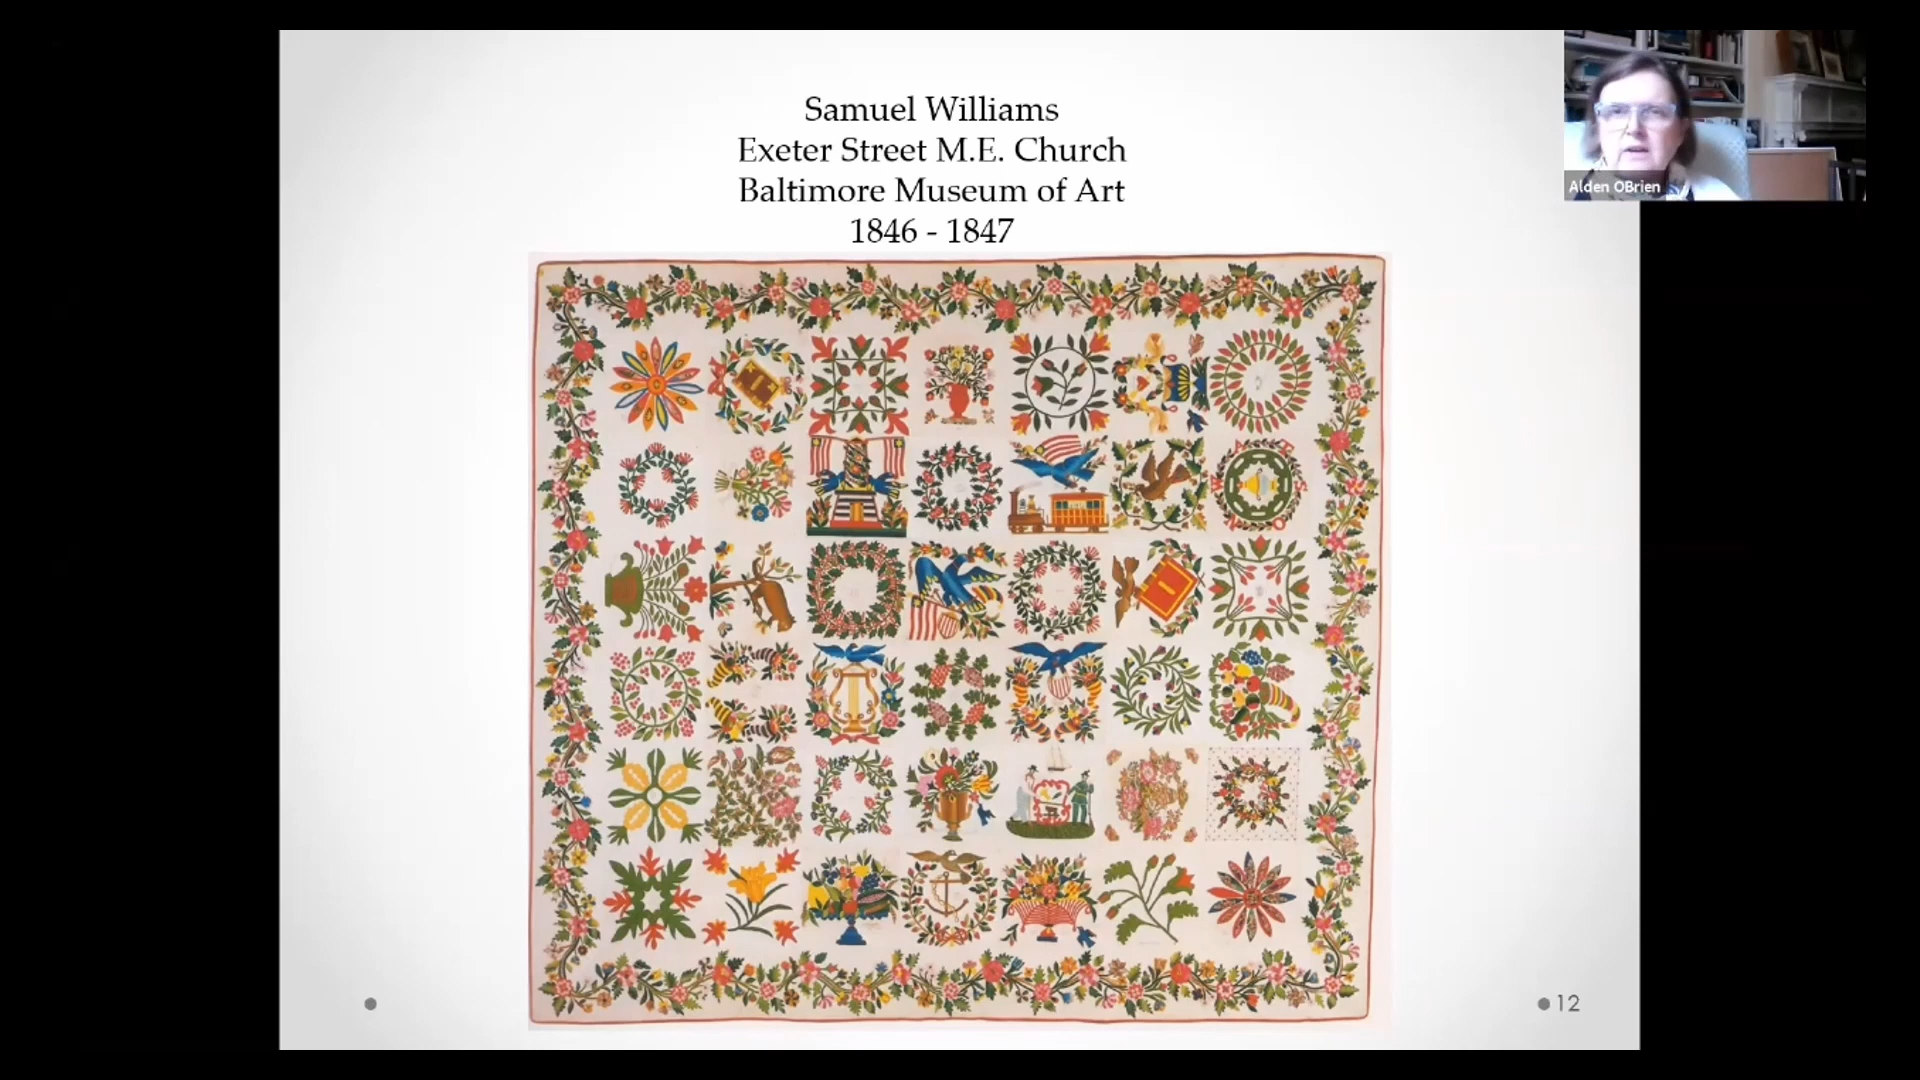 Samuel Williams
Exeter Street M.E. Church
Baltimore Museum of Art
1846 - 1847
Alden OBrien
12